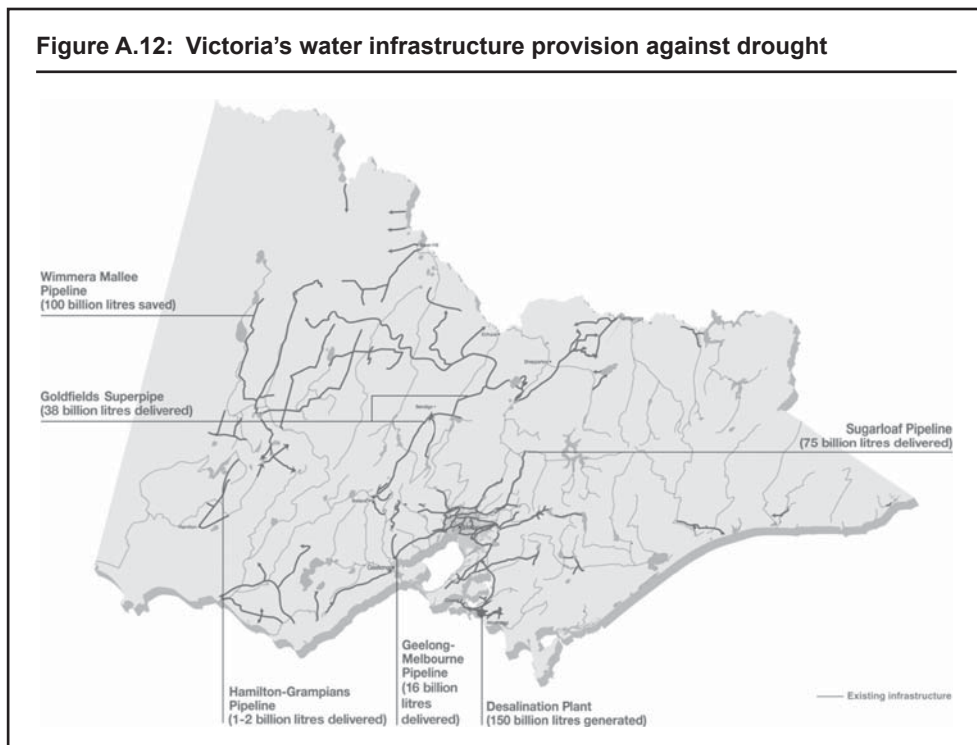 Figure A.12: Victoria's water infrastructure provision against drought
Wimmera Mallee
Pipeline
(100 billion litres saved)
Goldfields Superpipe
(38 billion litres delivered)
Sugarloaf Pipeline
(75 billion litres delivered)
Hamilton-Grampians
Pipeline
(1-2 billion litres delivered)
Geelong-
Melbourne
Pipeline
(16 billion
litres
delivered)
Desalination Plant
(150 billion litres generated)
Existing infrastructure